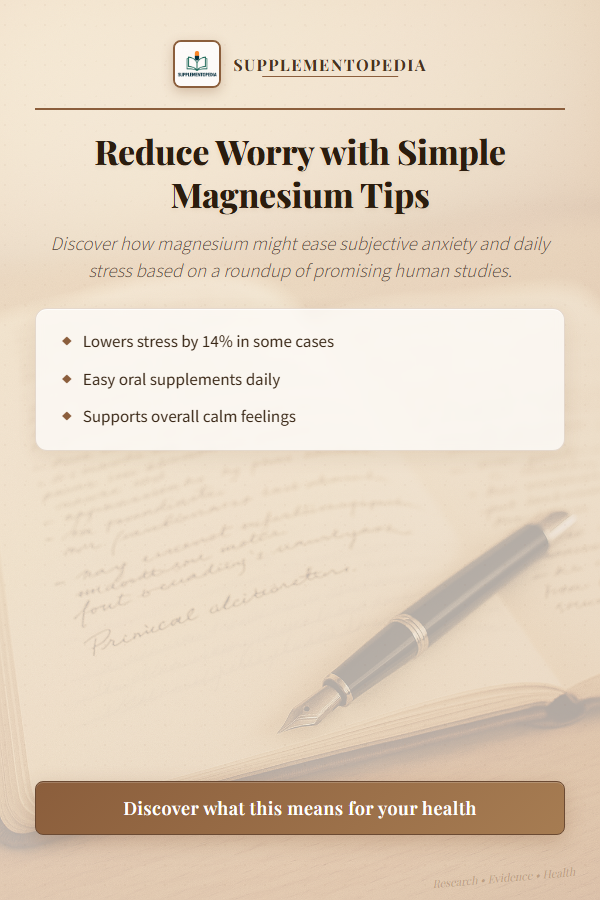 SUPPLEMENTOPEDIA
SUPPLEMENTOPEDIA
Reduce Worry with Simple
Magnesium Tips
Discover how magnesium might ease subjective anxiety and daily
stress based on a roundup of promising human studies.
Lowers stress by 14% in some cases
Easy oral supplements daily
Supports overall calm feelings
Discover what this means for your health
Research • Evidence • Health